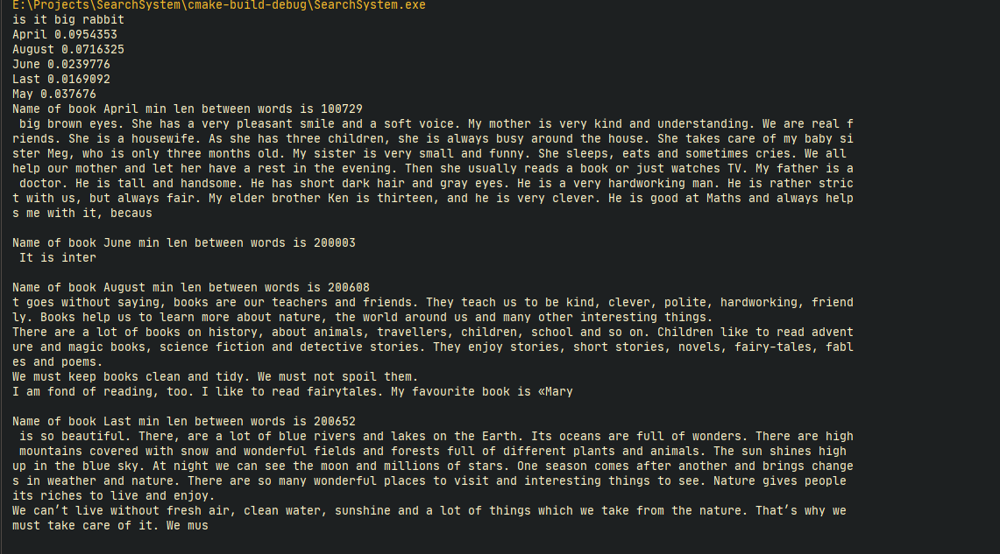 E:\Projects\SearchSystem\cmake-build-debug\SearchSystem.exe
is it big rabbit
April 0.0954353
August 0.0716325
June 0.0239776
Last 0.0169092
May 0.037676
Name of book April min len between words is 100729
 big brown eyes. She has a very pleasant smile and a soft voice. My mother is very kind and understanding. We are real f
riends. She is a housewife. As she has three children, she is always busy around the house. She takes care of my baby si
ster Meg, who is only three months old. My sister is very small and funny. She sleeps, eats and sometimes cries. We all
help our mother and let her have a rest in the evening. Then she usually reads a book or just watches TV. My father is a
 doctor. He is tall and handsome. He has short dark hair and gray eyes. He is a very hardworking man. He is rather stric
t with us, but always fair. My elder brother Ken is thirteen, and he is very clever. He is good at Maths and always help
s me with it, becaus

Name of book June min len between words is 200003
 It is inter

Name of book August min len between words is 200608
t goes without saying, books are our teachers and friends. They teach us to be kind, clever, polite, hardworking, friend
ly. Books help us to learn more about nature, the world around us and many other interesting things.
There are a lot of books on history, about animals, travellers, children, school and so on. Children like to read advent
ure and magic books, science fiction and detective stories. They enjoy stories, short stories, novels, fairy-tales, fabl
es and poems.
We must keep books clean and tidy. We must not spoil them.
I am fond of reading, too. I like to read fairytales. My favourite book is «Mary

Name of book Last min len between words is 200652
 is so beautiful. There, are a lot of blue rivers and lakes on the Earth. Its oceans are full of wonders. There are high
 mountains covered with snow and wonderful fields and forests full of different plants and animals. The sun shines high
up in the blue sky. At night we can see the moon and millions of stars. One season comes after another and brings change
s in weather and nature. There are so many wonderful places to visit and interesting things to see. Nature gives people
its riches to live and enjoy.
We can’t live without fresh air, clean water, sunshine and a lot of things which we take from the nature. That’s why we
must take care of it. We mus